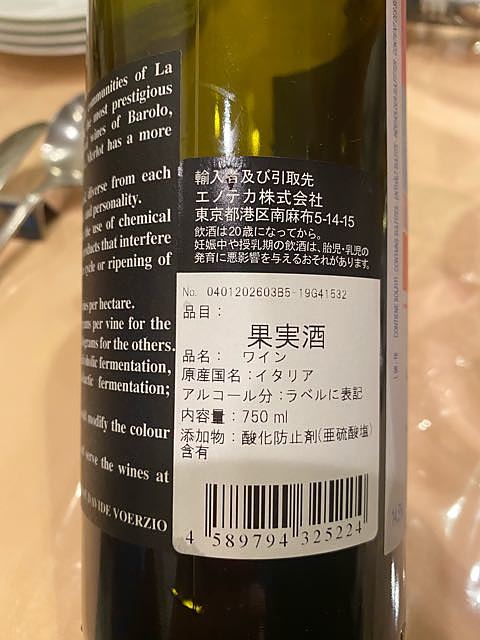 communities of La
most prestigious
wines of Barolo,
Merlot has a more
diverse from each
and personality.
the use of chemical
products that interfere
cycle or ripening of
per hectare.
grams per vine for the
grams for the others.
alcoholic fermentation,
fermentation;
modify the colour
serve the wines at
DAVIDE VOERZIO
輸入者及び引取先
エノテカ株式会社
東京都港区南麻布5-14-15
飲酒は20歳になってから。
妊娠中や授乳期の飲酒は、胎児・乳児の
発育に悪影響を与えるおそれがあります。
No. 0401202603B5-19G41532
品目：
果実酒
品名： ワイン
原産国名：イタリア
アルコール分：ラベルに表記
内容量：750 ml
添加物：酸化防止剤(亜硫酸塩)
含有
4 589794 325224